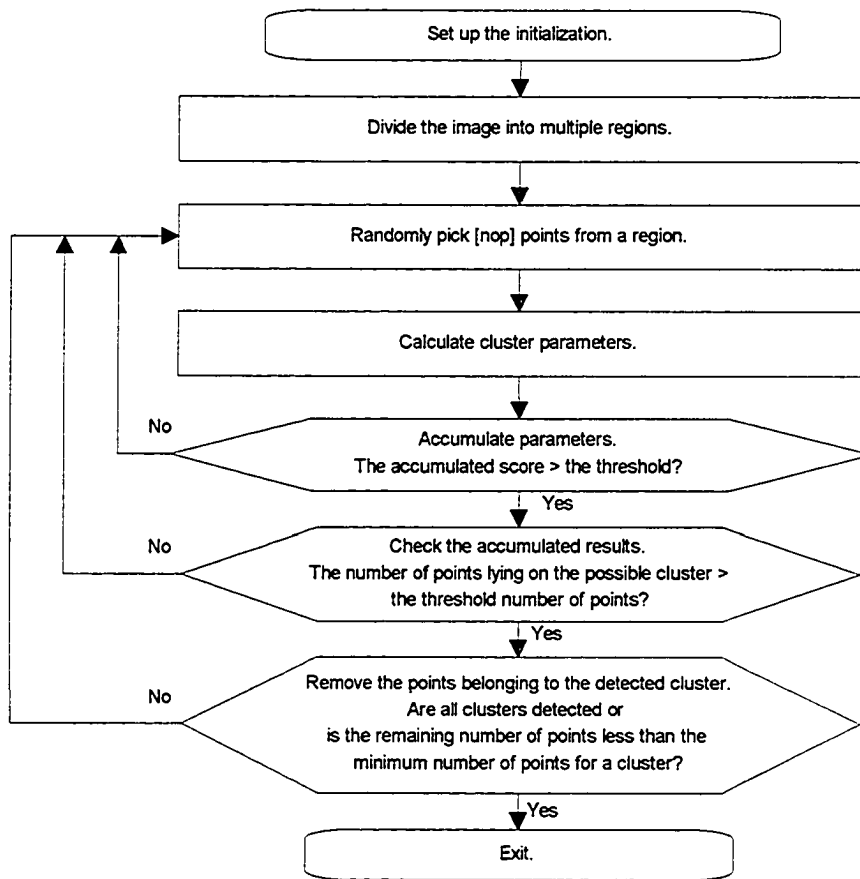 Set up the initialization.
Divide the image into multiple regions.
Randomly pick [nop] points from a region.
Calculate cluster parameters.
No
Accumulate parameters.
The accumulated score > the threshold?
Yes
No
Check the accumulated results.
The number of points lying on the possible cluster >
the threshold number of points?
Yes
No
Remove the points belonging to the detected cluster.
Are all clusters detected or
is the remaining number of points less than the
minimum number of points for a cluster?
Yes
Exit.